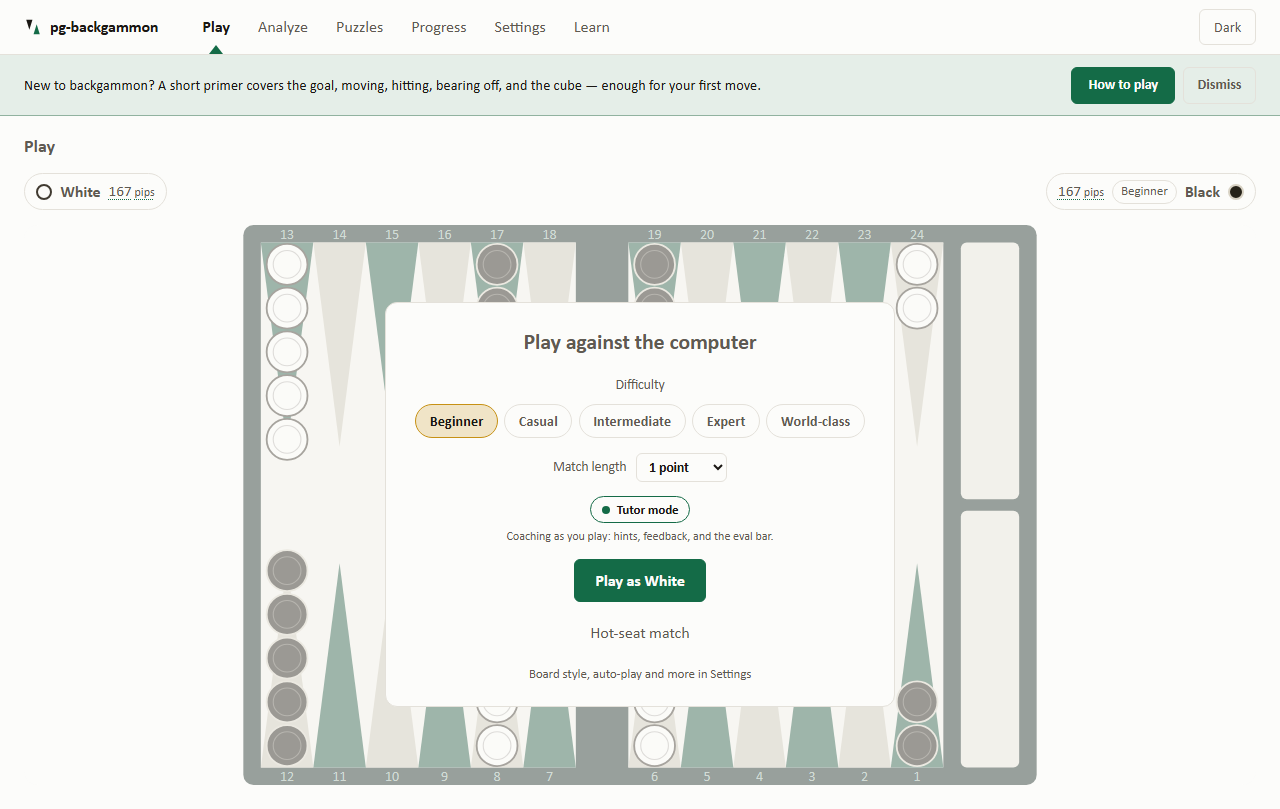 pg-backgammon Play Analyze Puzzles Progress Settings Learn Dark
New to backgammon? A short primer covers the goal, moving, hitting, bearing off, and the cube — enough for your first move. How to play Dismiss
Play
White 167 pips 167 pips Beginner Black
13 14 15 16 17 18 19 20 21 22 23 24
Play against the computer
Difficulty
Beginner Casual Intermediate Expert World-class
Match length 1 point
Tutor mode
Coaching as you play: hints, feedback, and the eval bar.
Play as White
Hot-seat match
Board style, auto-play and more in Settings
12 11 10 9 8 7 6 5 4 3 2 1